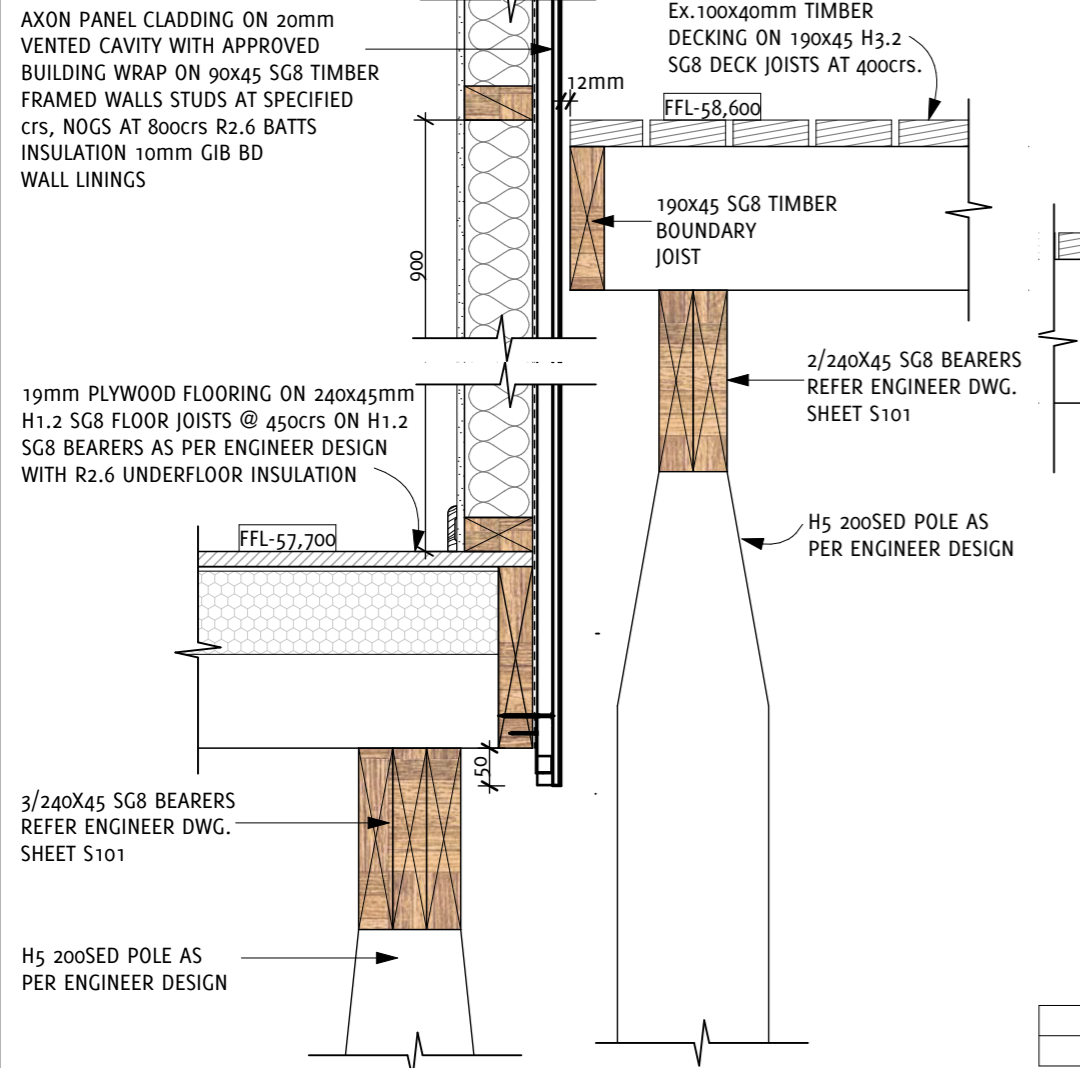 AXON PANEL CLADDING ON 20mm
VENTED CAVITY WITH APPROVED
BUILDING WRAP ON 90x45 SG8 TIMBER
FRAMED WALLS STUDS AT SPECIFIED
crs, NOGS AT 800crs R2.6 BATTS
INSULATION 10mm GIB BD
WALL LININGS
Ex.100x40mm TIMBER
DECKING ON 190x45 H3.2
SG8 DECK JOISTS AT 400crs.
12mm
FFL-58,600
190x45 SG8 TIMBER
BOUNDARY
JOIST
900
2/240X45 SG8 BEARERS
REFER ENGINEER DWG.
SHEET S101
19mm PLYWOOD FLOORING ON 240x45mm
H1.2 SG8 FLOOR JOISTS @ 450crs ON H1.2
SG8 BEARERS AS PER ENGINEER DESIGN
WITH R2.6 UNDERFLOOR INSULATION
FFL-57,700
H5 200SED POLE AS
PER ENGINEER DESIGN
50
3/240X45 SG8 BEARERS
REFER ENGINEER DWG.
SHEET S101
H5 200SED POLE AS
PER ENGINEER DESIGN